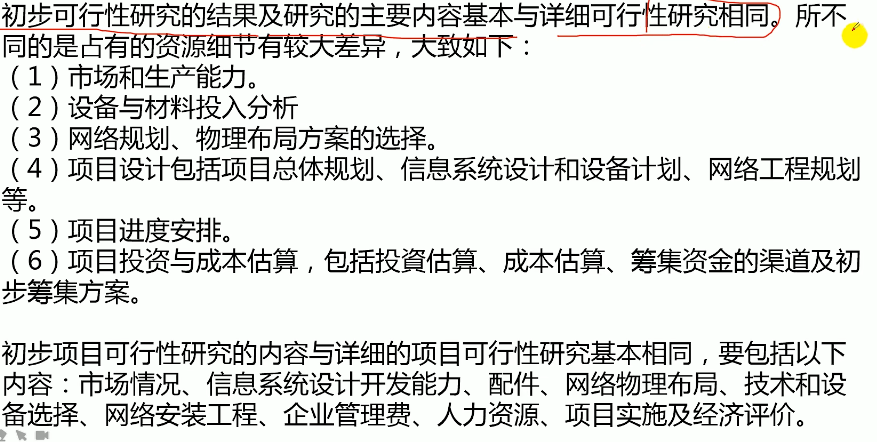 初步可行性研究的结果及研究的主要内容基本与详细可行性研究相同。所不
同的是占有的资源细节有较大差异，大致如下：
（1）市场和生产能力。
（2）设备与材料投入分析
（3）网络规划、物理布局方案的选择。
（4）项目设计包括项目总体规划、信息系统设计和设备计划、网络工程规划
等。
（5）项目进度安排。
（6）项目投资与成本估算，包括投資估算、成本估算、筹集资金的渠道及初
步筹集方案。
初步项目可行性研究的内容与详细的项目可行性研究基本相同，要包括以下
内容：市场情况、信息系统设计开发能力、配件、网络物理布局、技术和设
备选择、网络安装工程、企业管理费、人力资源、项目实施及经济评价。